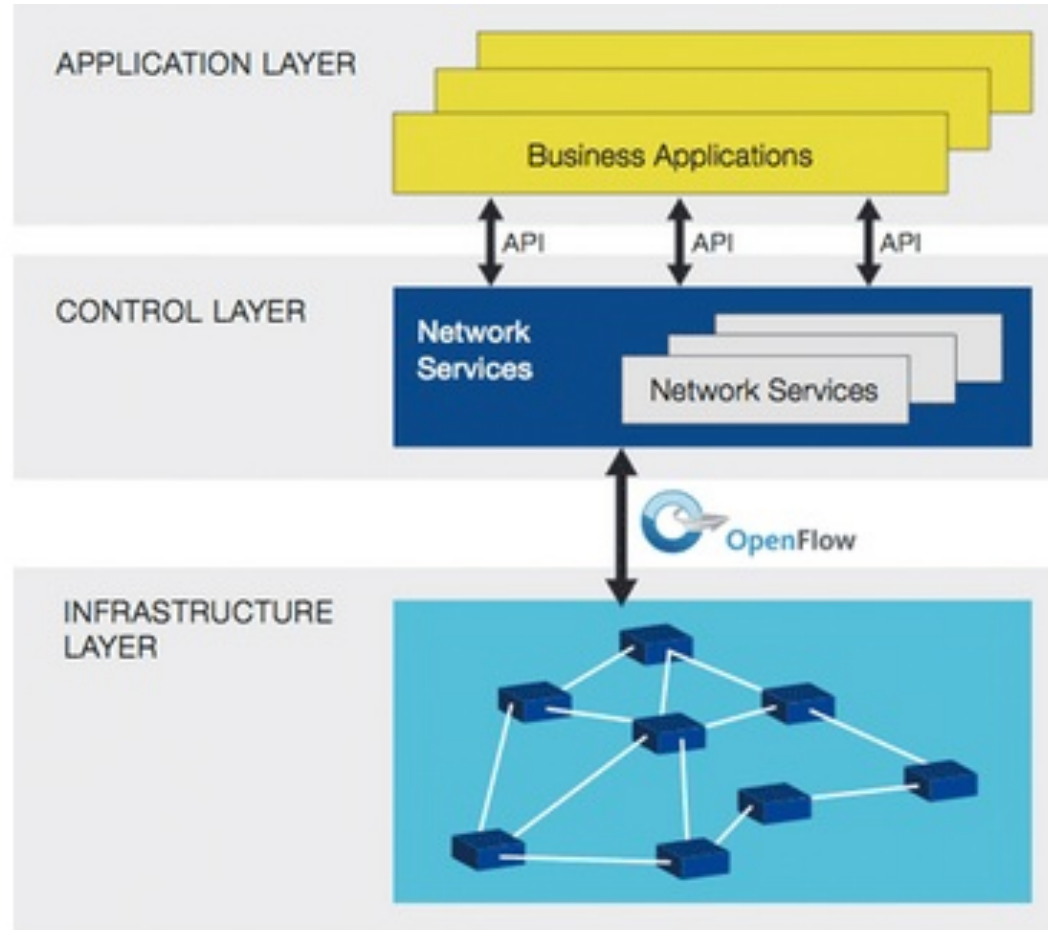 APPLICATION LAYER
Business Applications
API
API
API
CONTROL LAYER
Network
Services
Network Services
OpenFlow
INFRASTRUCTURE
LAYER